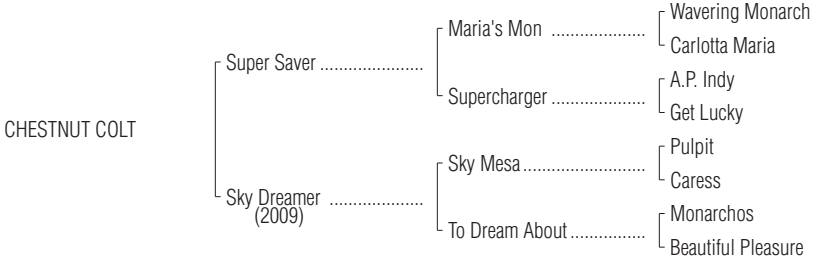 Wavering Monarch
Maria's Mon ....................
Carlotta Maria
Super Saver ......................
A.P. Indy
Supercharger ....................
Get Lucky
CHESTNUT COLT
Pulpit
Sky Mesa ..........................
Caress
Sky Dreamer ....................
(2009)
Monarchos
To Dream About ................
Beautiful Pleasure